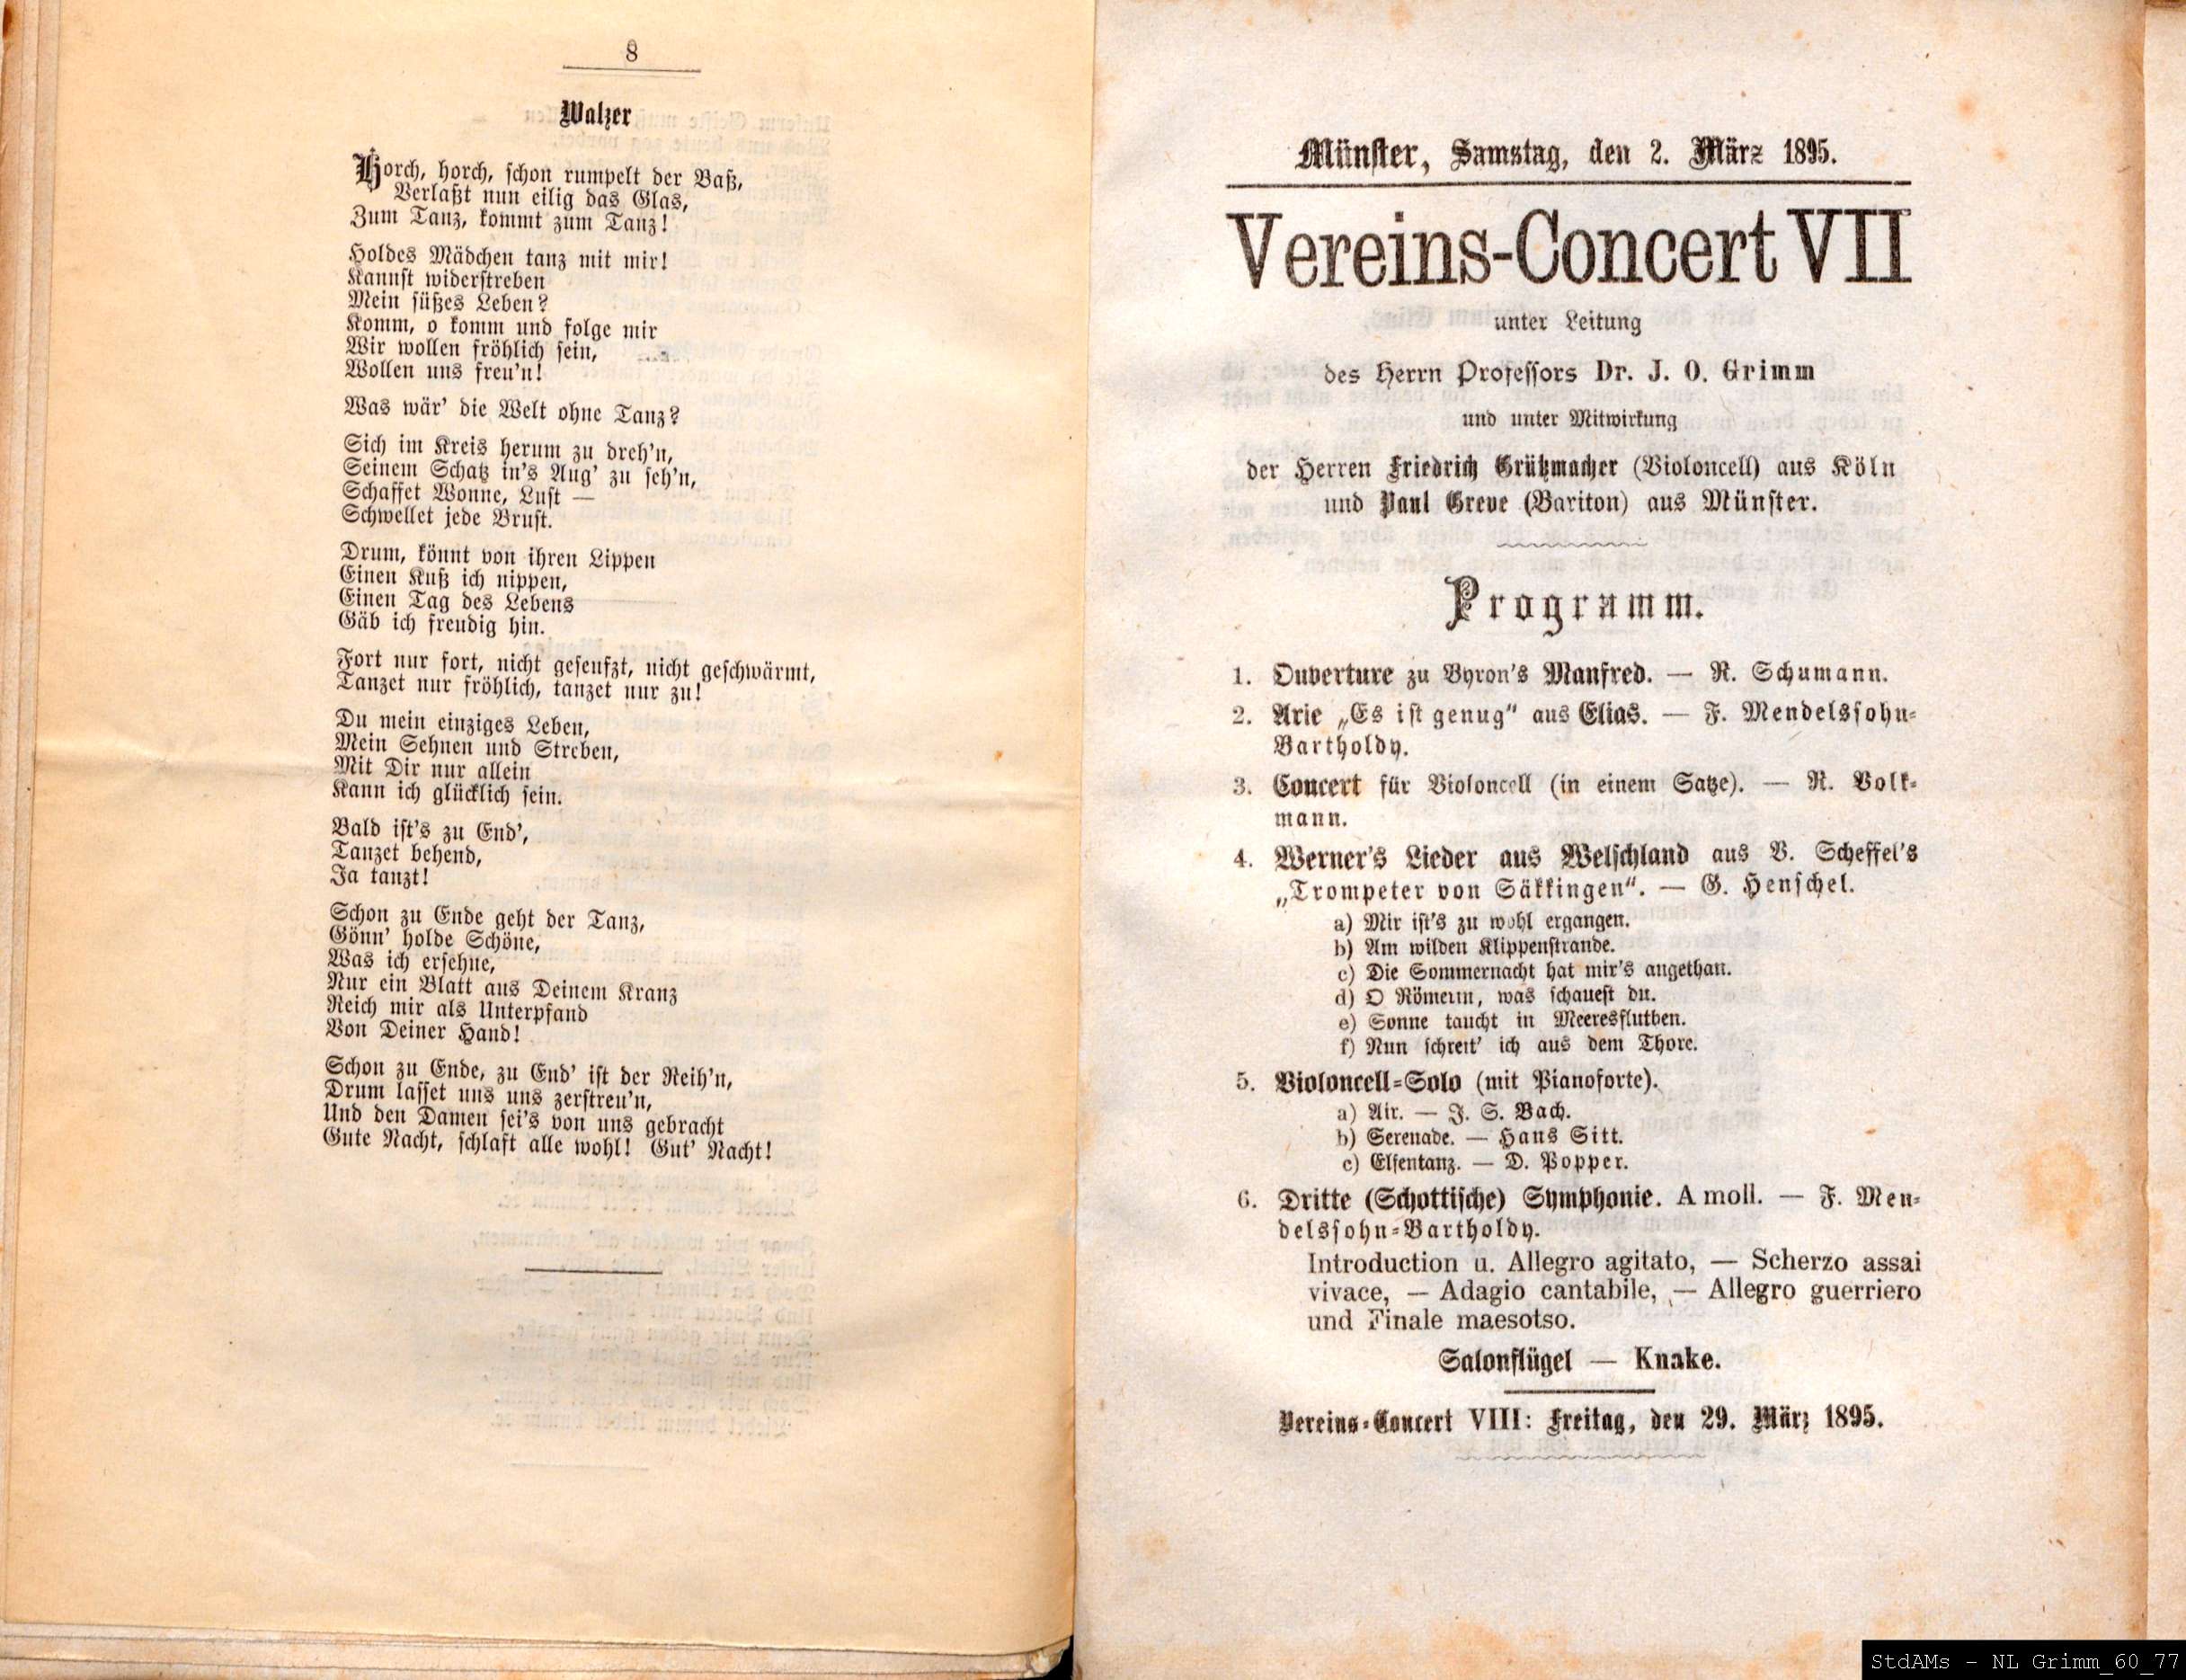 8
Walzer
Horch, horch, schon rumpelt der Baß,
Verlaßt nun eilig das Glas,
Zum Tanz, kommt zum Tanz!
Holdes Mädchen tanz mit mir!
Kannst widerstreben
Mein süßes Leben?
Komm, o komm und folge mir
Wir wollen fröhlich sein,
Wollen uns freu'n!
Was wär' die Welt ohne Tanz?
Sich im Kreis herum zu dreh'n,
Seinem Schatz in's Aug' zu seh'n,
Schaffet Wonne, Lust —
Schwellet jede Brust.
Drum, könnt von ihren Lippen
Einen Kuß ich nippen,
Einen Tag des Lebens
Gäb ich freudig hin.
Fort nur fort, nicht geseufzt, nicht geschwärmt,
Tanzet nur fröhlich, tanzet nur zu!
Du mein einziges Leben,
Mein Sehnen und Streben,
Mit Dir nur allein
Kann ich glücklich sein.
Bald ist's zu End',
Tanzet behend,
Ja tanzt!
Schon zu Ende geht der Tanz,
Gönn' holde Schöne,
Was ich ersehne,
Nur ein Blatt aus Deinem Kranz
Reich mir als Unterpfand
Von Deiner Hand!
Schon zu Ende, zu End' ist der Reih'n,
Drum lasset uns uns zerstreu'n,
Und den Damen sei's von uns gebracht
Gute Nacht, schlaft alle wohl! Gut' Nacht!
Münster, Samstag, den 2. März 1895.
Vereins-Concert VII
unter Leitung
des Herrn Professors Dr. J. O. Grimm
und unter Mitwirkung
der Herren Friedrich Grützmacher (Violoncell) aus Köln
und Paul Greve (Bariton) aus Münster.
Programm.
1. Ouverture zu Byron's Manfred. — R. Schumann.
2. Arie „Es ist genug“ aus Elias. — F. Mendelssohn-
Bartholdy.
3. Concert für Violoncell (in einem Satze). — R. Volk-
mann.
4. Werner's Lieder aus Welschland aus V. Scheffel's
„Trompeter von Säkkingen“. — G. Henschel.
a) Mir ist's zu wohl ergangen.
b) Am wilden Klippenstrande.
c) Die Sommernacht hat mir's angethan.
d) O Römerin, was schauest du.
e) Sonne taucht in Meeresfluthen.
f) Nun schreit' ich aus dem Thore.
5. Violoncell-Solo (mit Pianoforte).
a) Air. — J. S. Bach.
b) Serenade. — Hans Sitt.
c) Elfentanz. — D. Popper.
6. Dritte (Schottische) Symphonie. A moll. — F. Men-
delssohn-Bartholdy.
Introduction u. Allegro agitato, — Scherzo assai
vivace, — Adagio cantabile, — Allegro guerriero
und Finale maesotso.
Salonflügel — Knake.
Vereins-Concert VIII: Freitag, den 29. März 1895.
StdAMs - NL Grimm_60_77